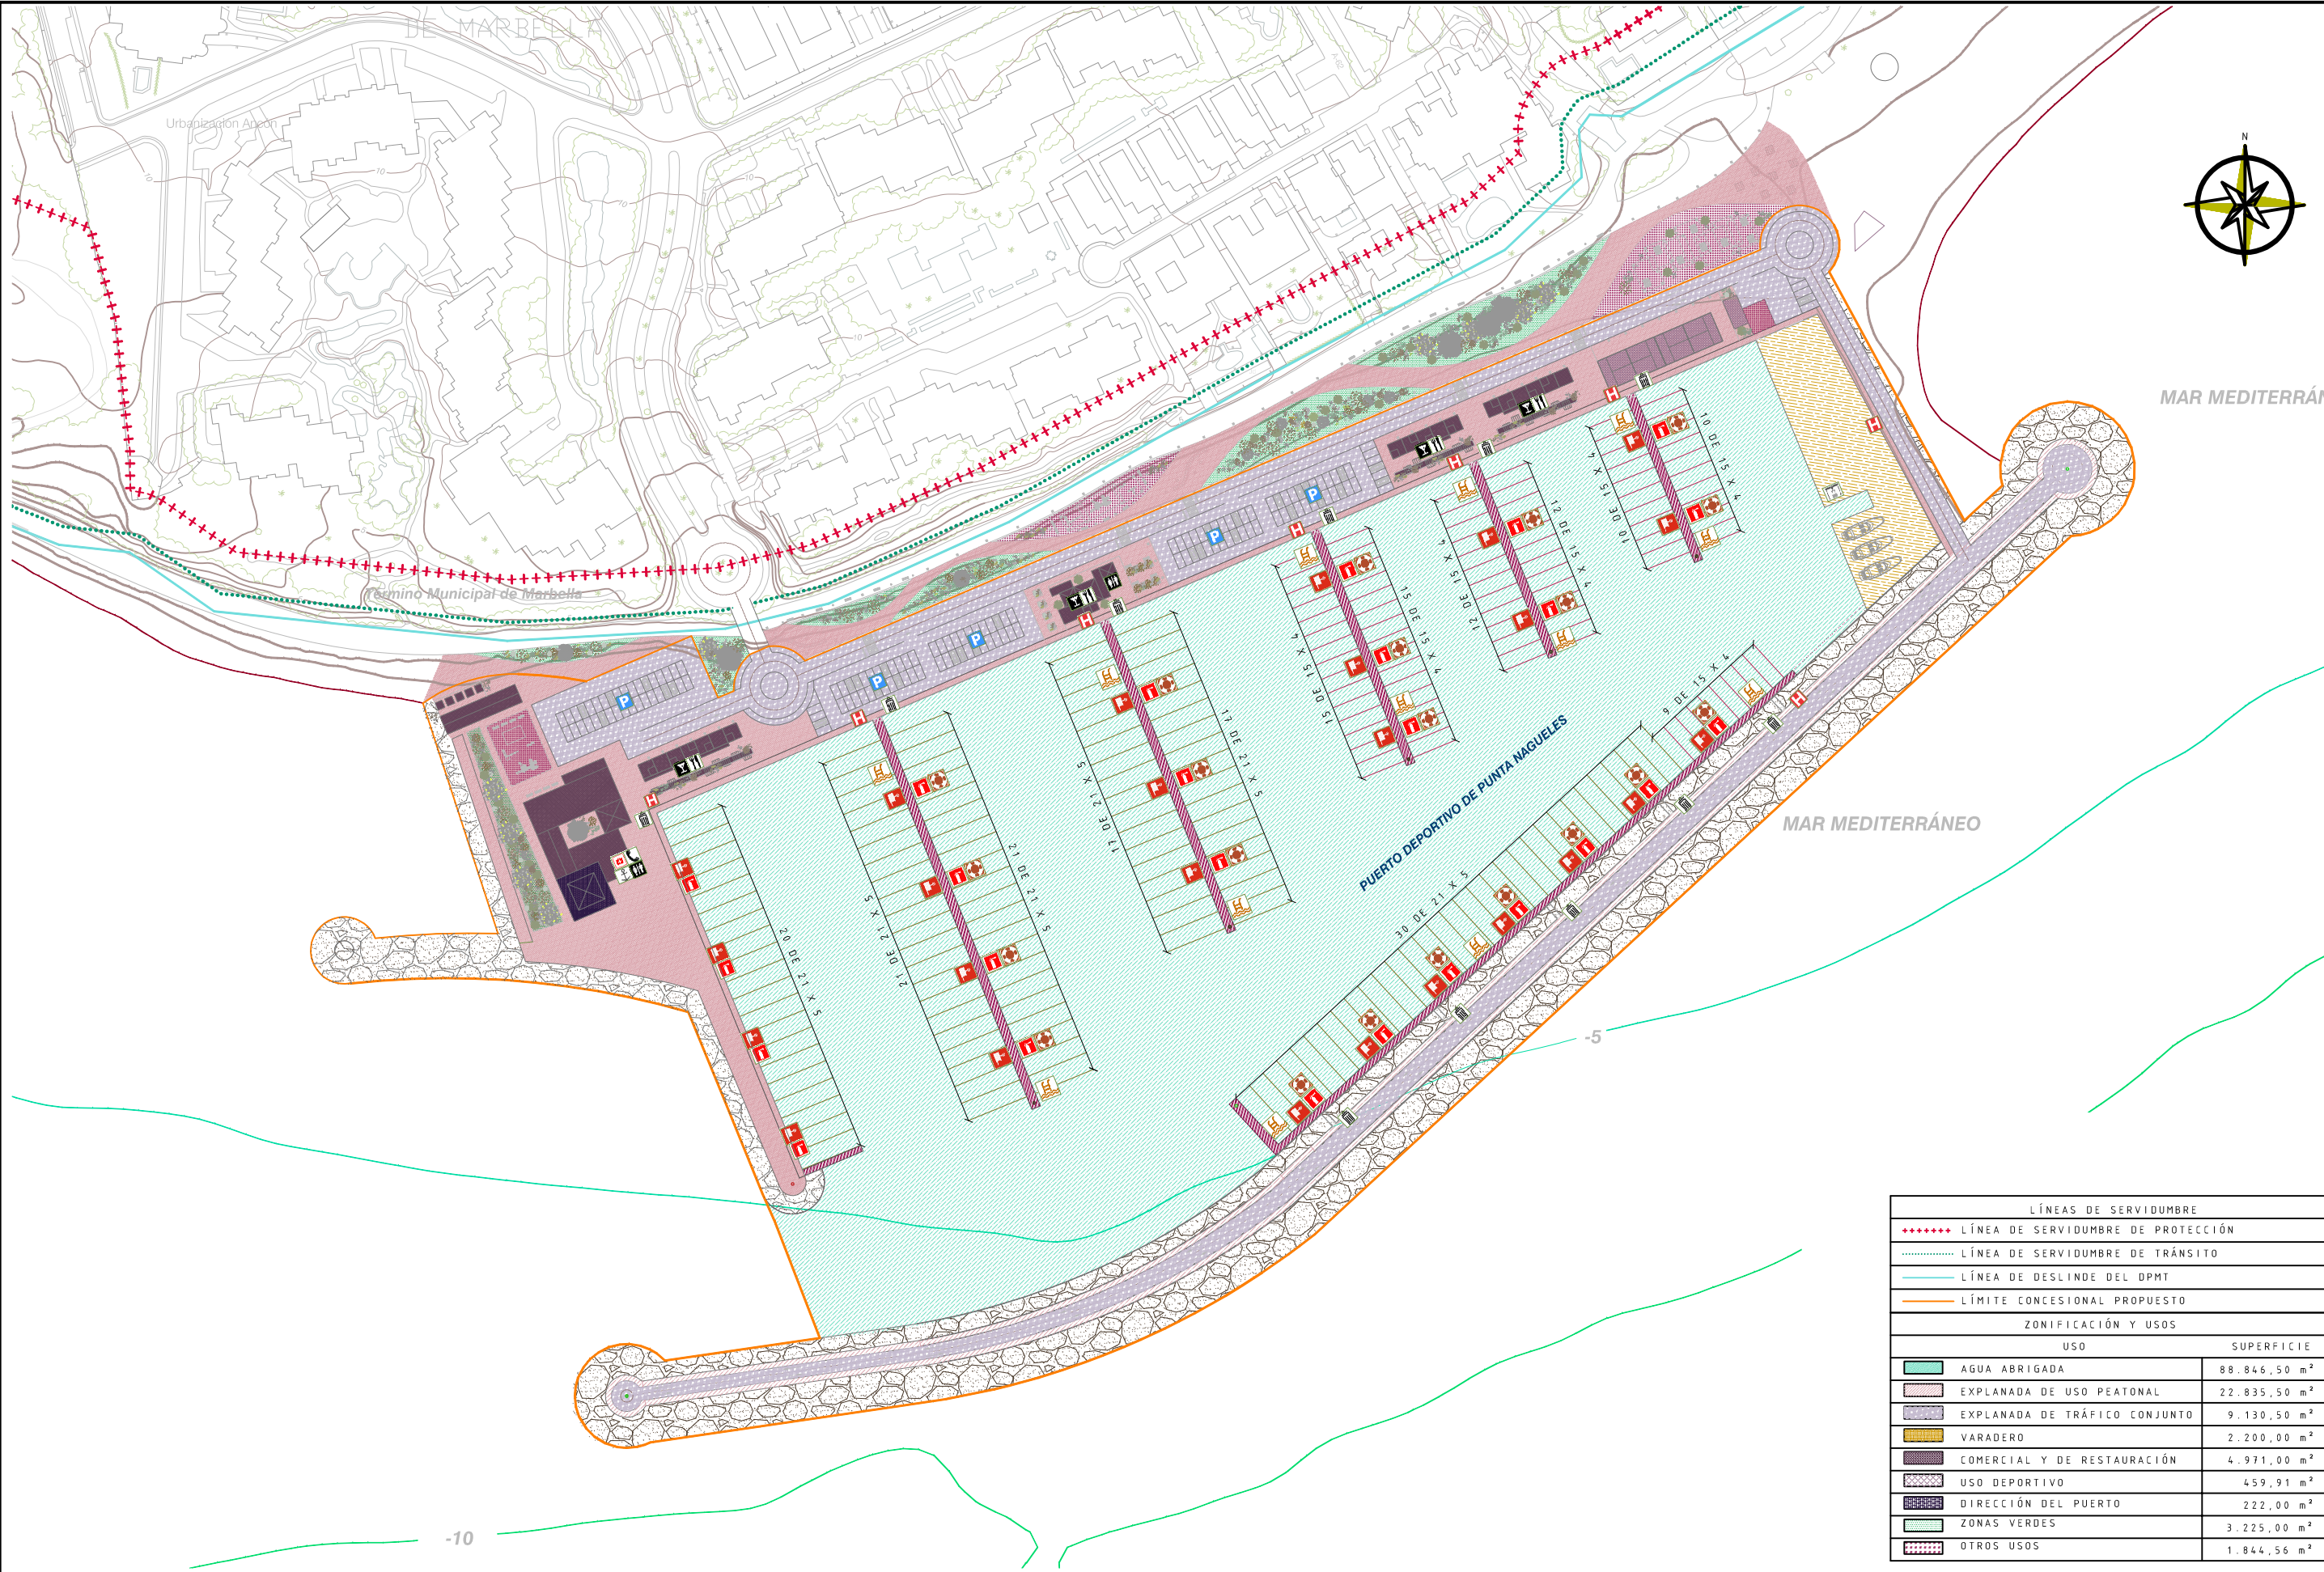 DE MARBELLA
Urbanización Ancón
10
10
10
10
10
A-62
N
MAR MEDITERRÁN
Término Municipal de Marbella
P
P
P
P
P
H
H
H
H
H
H
H
H
10 DE 15 X 4
10 DE 15 X 4
12 DE 15 X 4
12 DE 15 X 4
15 DE 15 X 4
15 DE 15 X 4
17 DE 21 X 5
17 DE 21 X 5
21 DE 21 X 5
21 DE 21 X 5
20 DE 21 X 5
9 DE 15 X 4
30 DE 21 X 5
PUERTO DEPORTIVO DE PUNTA NAGUELES
MAR MEDITERRÁNEO
-5
-10
LÍNEAS DE SERVIDUMBRE
LÍNEA DE SERVIDUMBRE DE PROTECCIÓN
LÍNEA DE SERVIDUMBRE DE TRÁNSITO
LÍNEA DE DESLINDE DEL DPMT
LÍMITE CONCESIONAL PROPUESTO
ZONIFICACIÓN Y USOS
USO SUPERFICIE
AGUA ABRIGADA 88.846,50 m²
EXPLANADA DE USO PEATONAL 22.835,50 m²
EXPLANADA DE TRÁFICO CONJUNTO 9.130,50 m²
VARADERO 2.200,00 m²
COMERCIAL Y DE RESTAURACIÓN 4.971,00 m²
USO DEPORTIVO 459,91 m²
DIRECCIÓN DEL PUERTO 222,00 m²
ZONAS VERDES 3.225,00 m²
OTROS USOS 1.844,56 m²